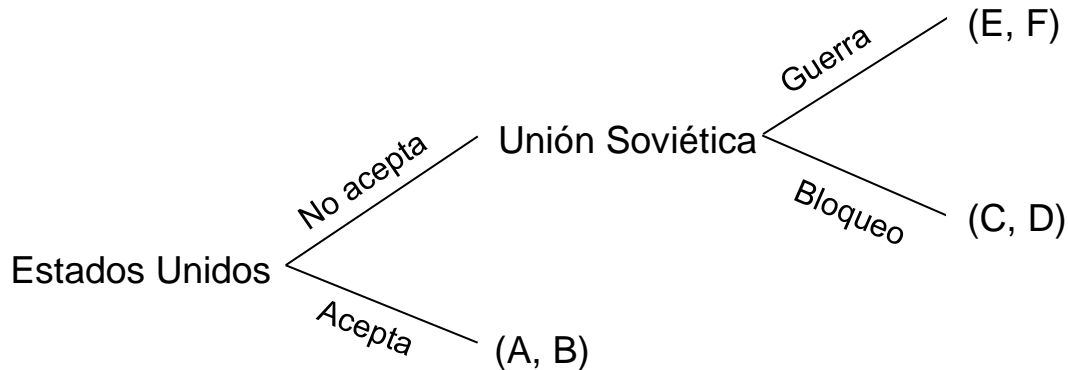 (E, F)
Guerra
Unión Soviética
No acepta
Bloqueo
(C, D)
Estados Unidos
Acepta
(A, B)